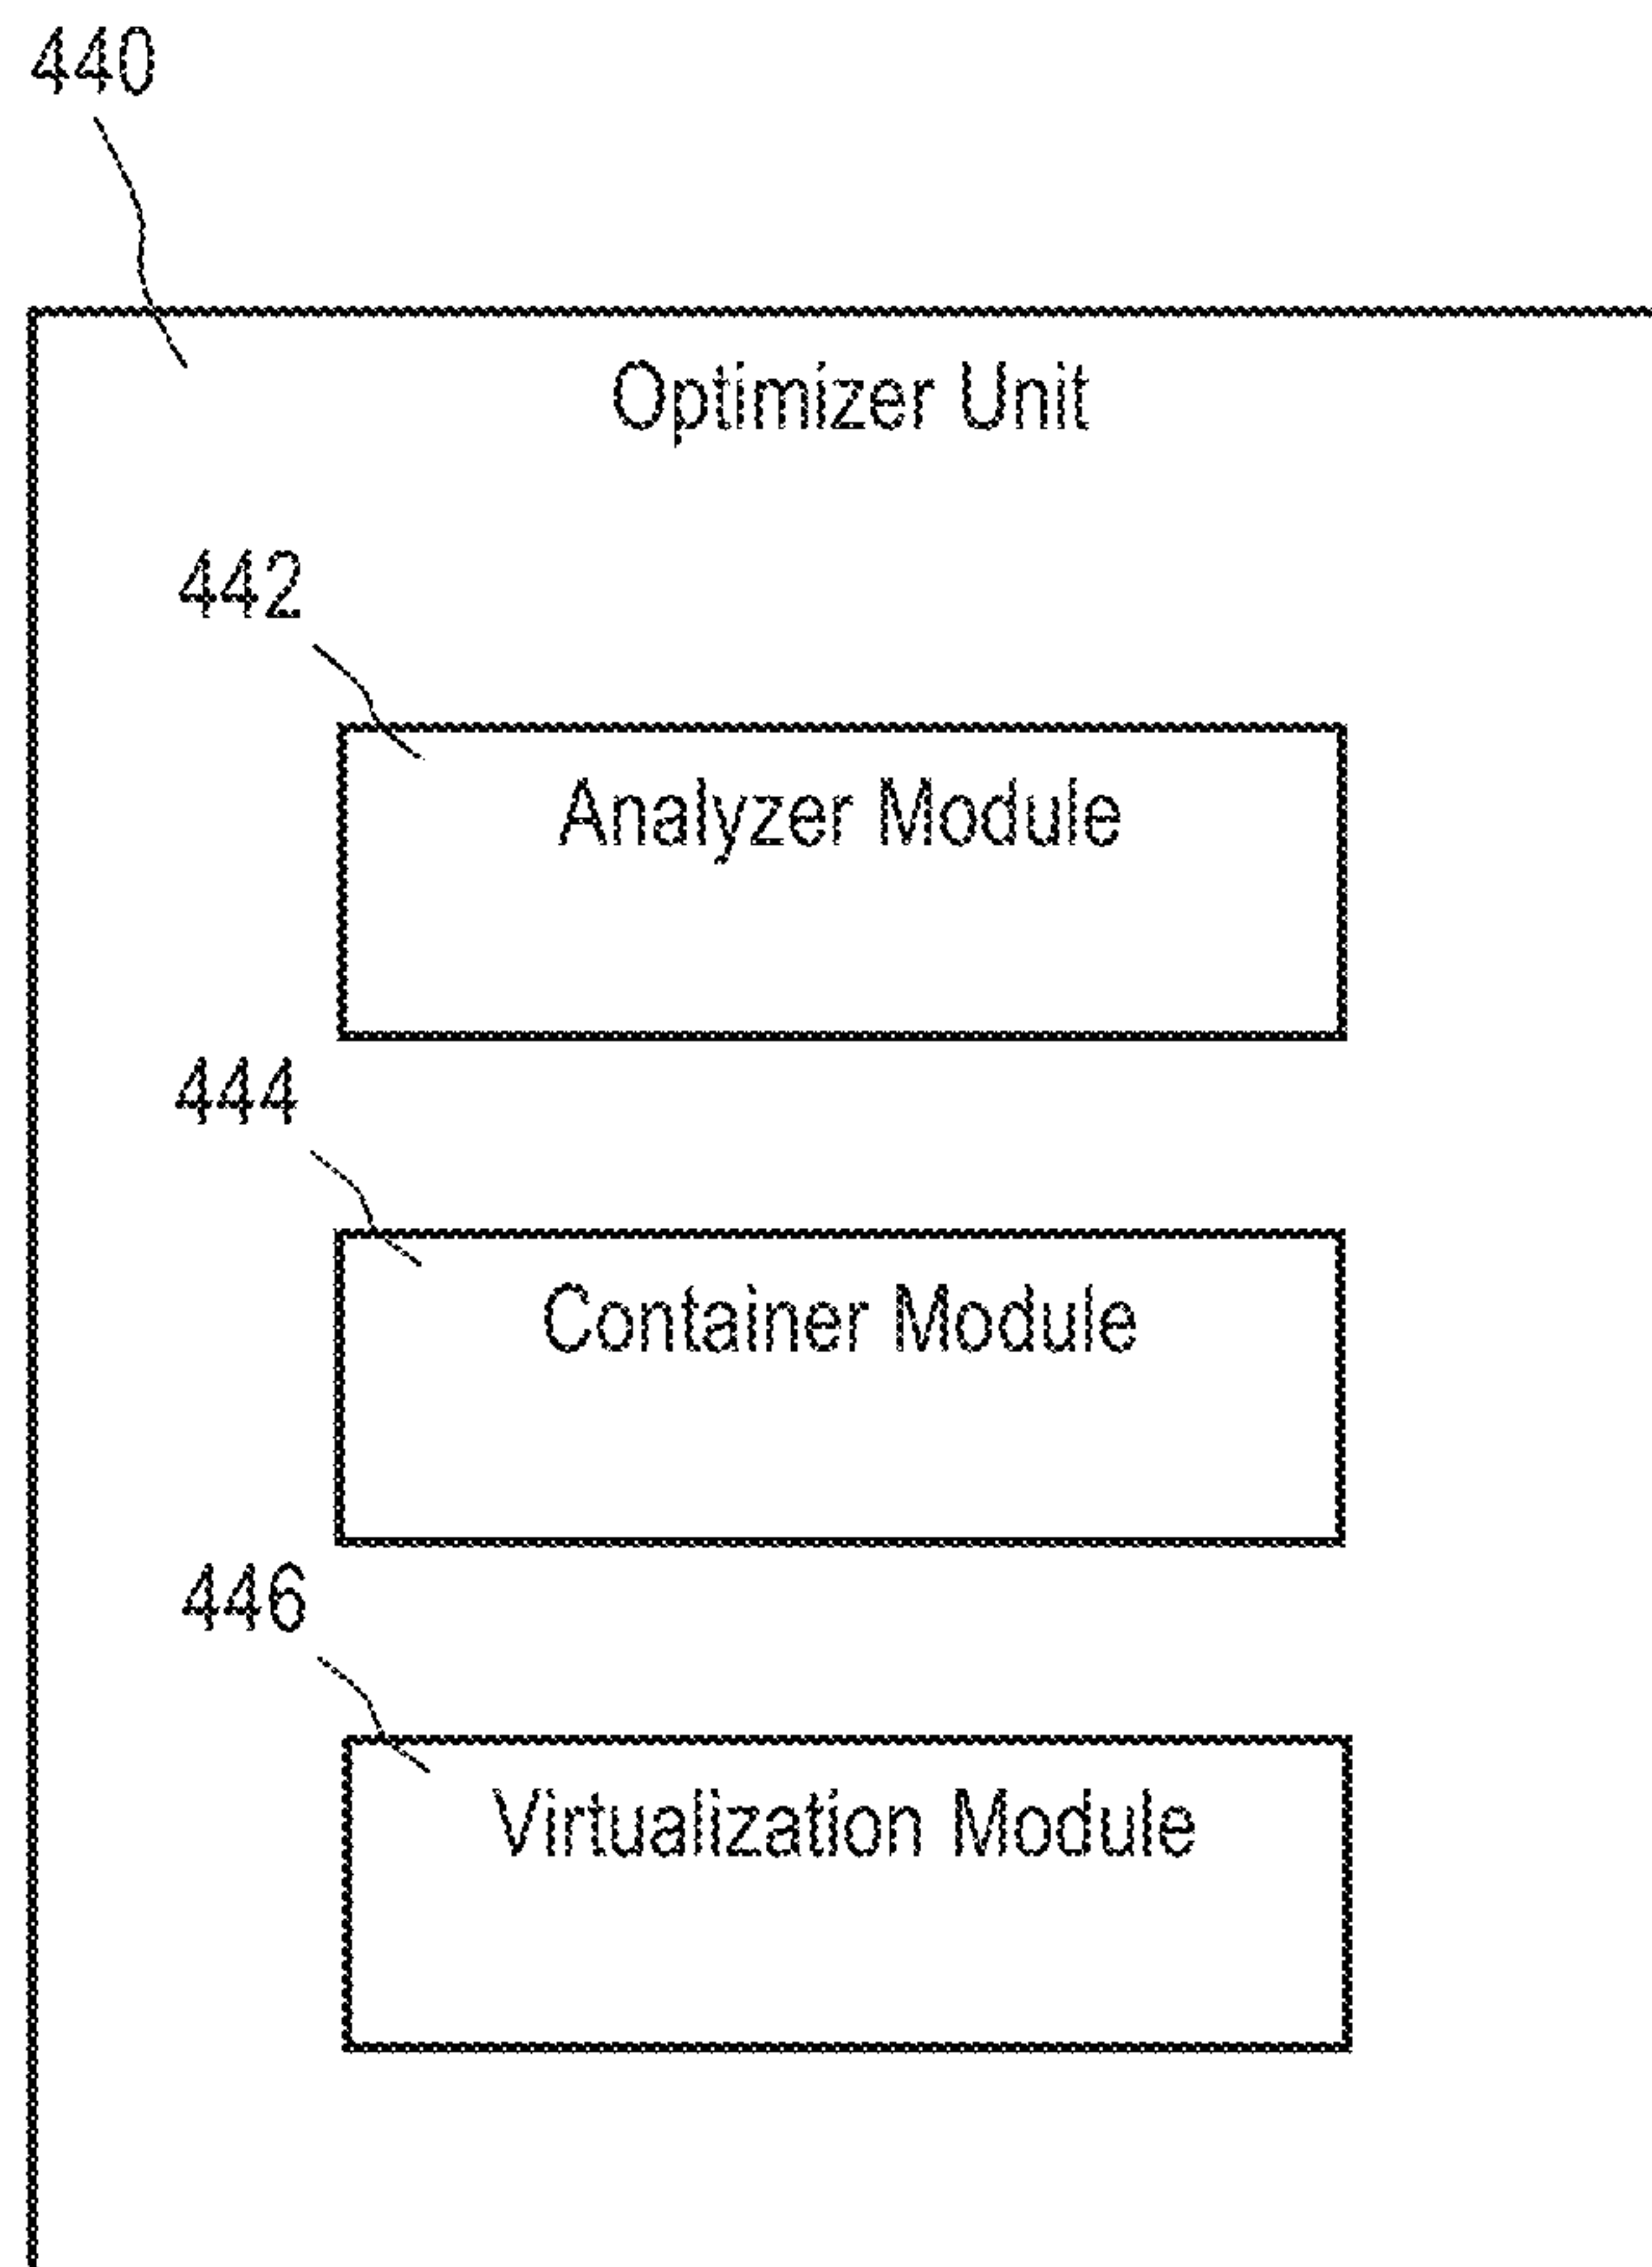 440
Optimizer Unit
442
Analyzer Module
444
Container Module
446
Virtualization Module